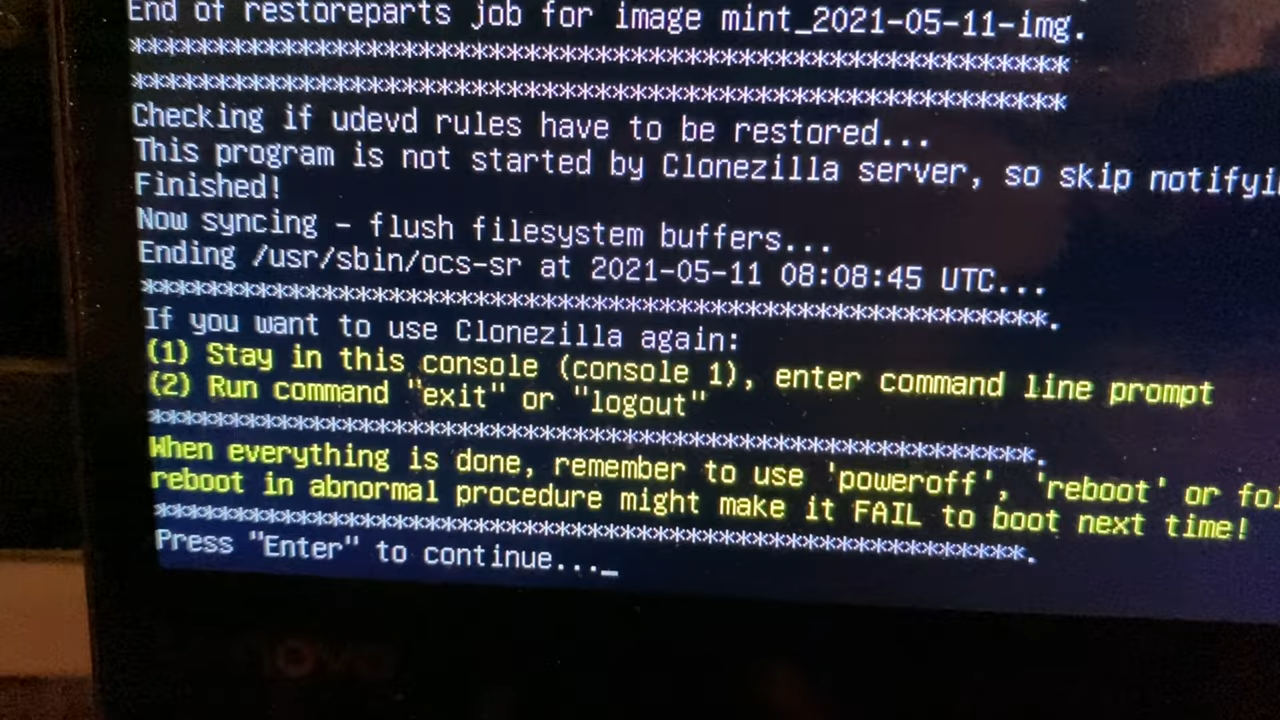 End of restoreparts job for image mint_2021-05-11-img.
*****************************************************
*****************************************************
Checking if udevd rules have to be restored...
This program is not started by Clonezilla server, so skip notifyi
Finished!
Now syncing - flush filesystem buffers...
Ending /usr/sbin/ocs-sr at 2021-05-11 08:08:45 UTC...
*****************************************************.
If you want to use Clonezilla again:
(1) Stay in this console (console 1), enter command line prompt
(2) Run command "exit" or "logout"
*****************************************************.
When everything is done, remember to use 'poweroff', 'reboot' or fol
reboot in abnormal procedure might make it FAIL to boot next time!
*****************************************************.
Press "Enter" to continue..._